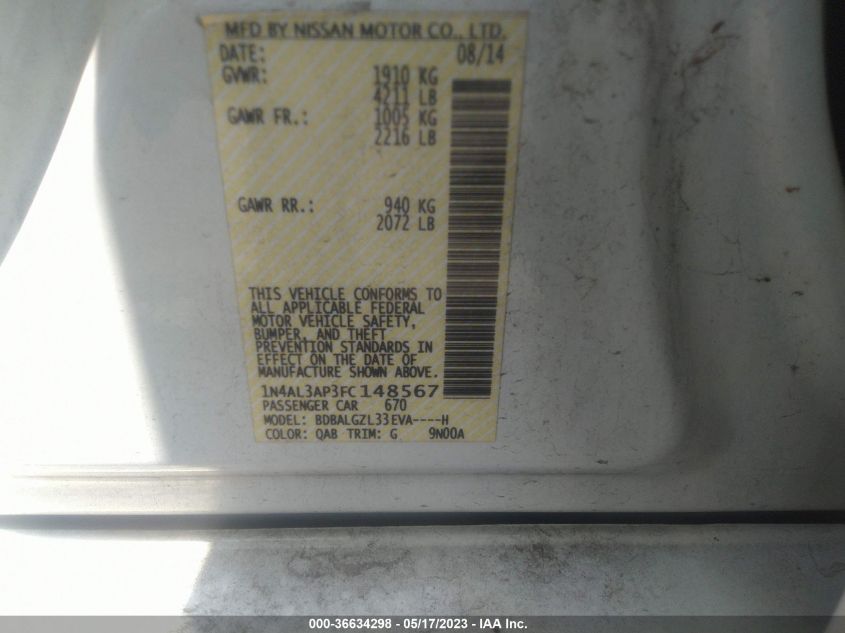 MFD BY NISSAN MOTOR CO., LTD.
DATE: 08/14
GVWR: 1910 KG
4211 LB
GAWR FR.: 1005 KG
2216 LB
GAWR RR.: 940 KG
2072 LB
THIS VEHICLE CONFORMS TO
ALL APPLICABLE FEDERAL
MOTOR VEHICLE SAFETY,
BUMPER, AND THEFT
PREVENTION STANDARDS IN
EFFECT ON THE DATE OF
MANUFACTURE SHOWN ABOVE.
1N4AL3AP3FC148567
PASSENGER CAR 670
MODEL: BDBALGZL33EVA----H
COLOR: QAB TRIM: G 9N00A
000-36634298 - 05/17/2023 - IAA Inc.